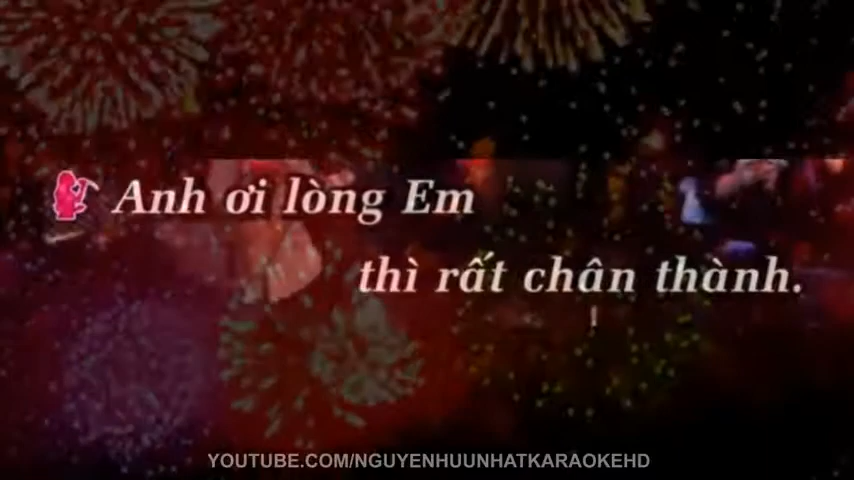 Anh ơi lòng Em
thì rất chân thành.
YOUTUBE.COM/NGUYENHUUNHATKARAOKEHD